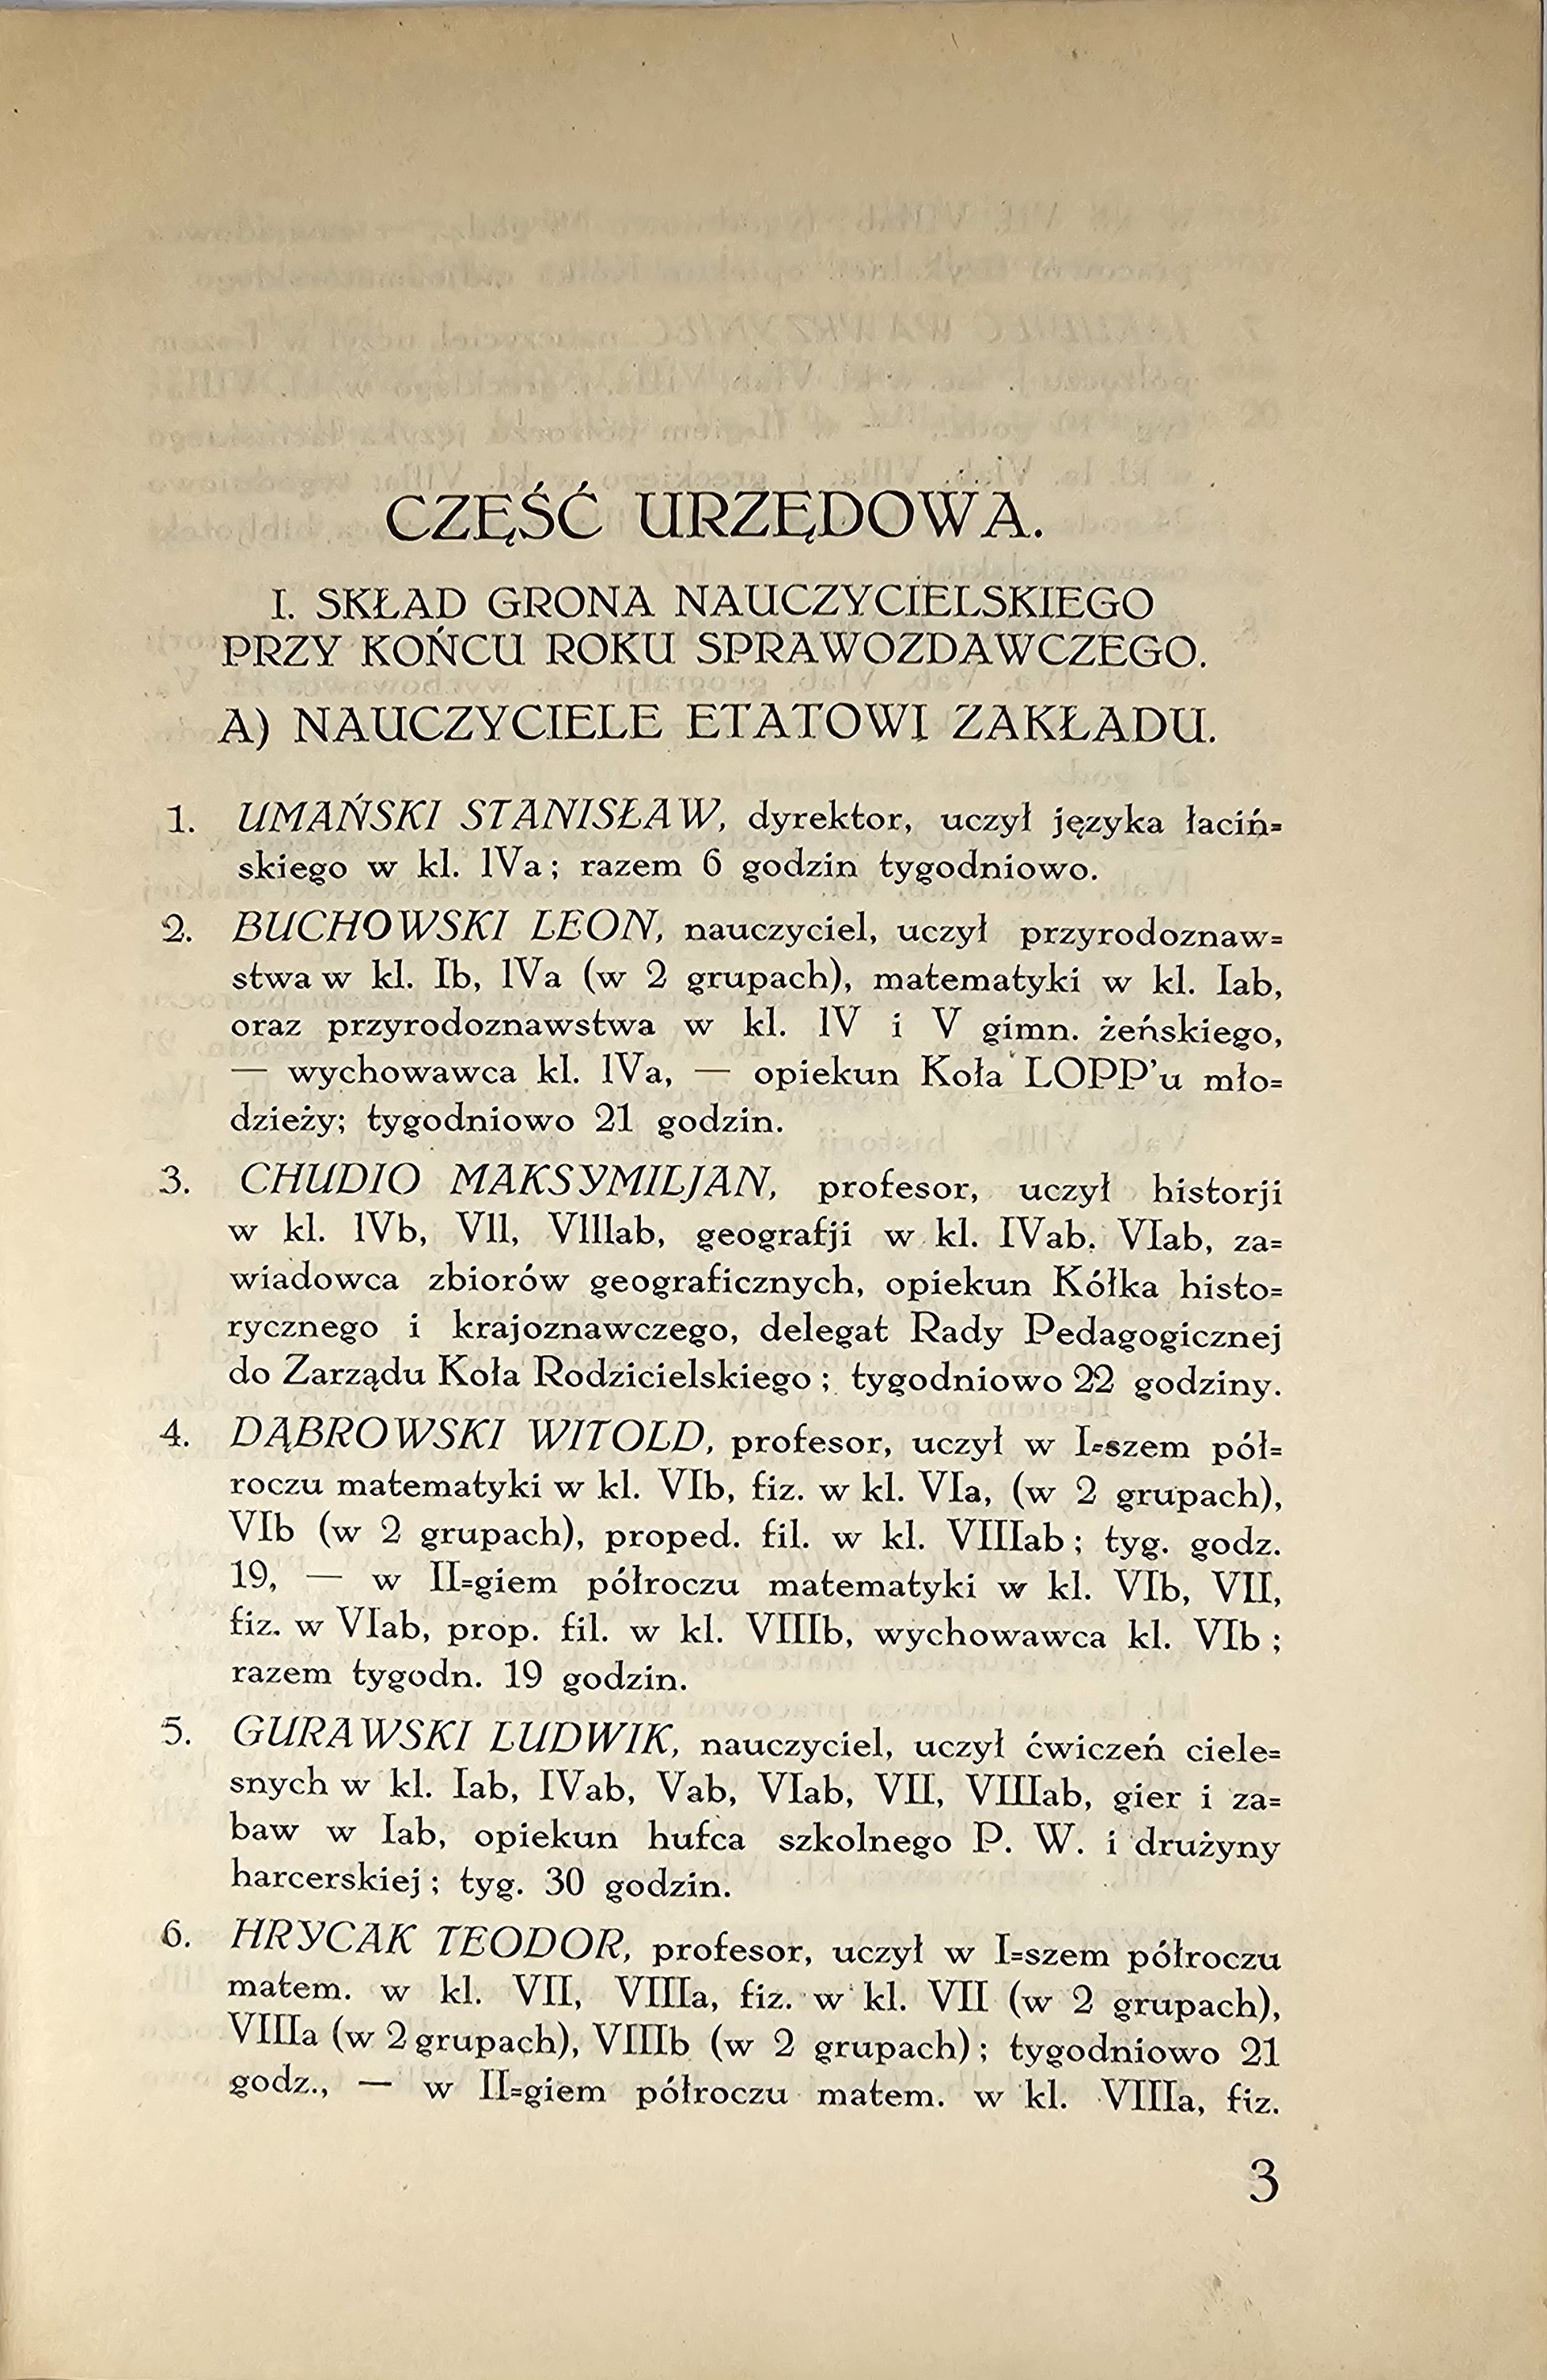 CZĘŚĆ URZĘDOWA.
I. SKŁAD GRONA NAUCZYCIELSKIEGO
PRZY KOŃCU ROKU SPRAWOZDAWCZEGO.
A) NAUCZYCIELE ETATOWI ZAKŁADU.
1. UMAŃSKI STANISŁAW, dyrektor, uczył języka łaciń=
skiego w kl. IVa; razem 6 godzin tygodniowo.
2. BUCHOWSKI LEON, nauczyciel, uczył przyrodoznaw=
stwa w kl. Ib, IVa (w 2 grupach), matematyki w kl. Iab,
oraz przyrodoznawstwa w kl. IV i V gimn. żeńskiego,
— wychowawca kl. IVa, — opiekun Koła LOPP'u mło=
dzieży; tygodniowo 21 godzin.
3. CHUDIO MAKSYMILJAN, profesor, uczył historji
w kl. IVb, VII, VIIIab, geografji w kl. IVab, VIab, za=
wiadowca zbiorów geograficznych, opiekun Kółka histo=
rycznego i krajoznawczego, delegat Rady Pedagogicznej
do Zarządu Koła Rodzicielskiego ; tygodniowo 22 godziny.
4. DĄBROWSKI WITOLD, profesor, uczył w I=szem pół=
roczu matematyki w kl. VIb, fiz. w kl. VIa, (w 2 grupach),
VIb (w 2 grupach), proped. fil. w kl. VIIIab ; tyg. godz.
19, — w II=giem półroczu matematyki w kl. VIb, VII,
fiz. w VIab, prop. fil. w kl. VIIIb, wychowawca kl. VIb ;
razem tygodn. 19 godzin.
5. GURAWSKI LUDWIK, nauczyciel, uczył ćwiczeń ciele=
snych w kl. Iab, IVab, Vab, VIab, VII, VIIIab, gier i za=
baw w Iab, opiekun hufca szkolnego P. W. i drużyny
harcerskiej ; tyg. 30 godzin.
6. HRYCAK TEODOR, profesor, uczył w I=szem półroczu
matem. w kl. VII, VIIIa, fiz. w kl. VII (w 2 grupach),
VIIIa (w 2 grupach), VIIIb (w 2 grupach) ; tygodniowo 21
godz., — w II=giem półroczu matem. w kl. VIIIa, fiz.
3